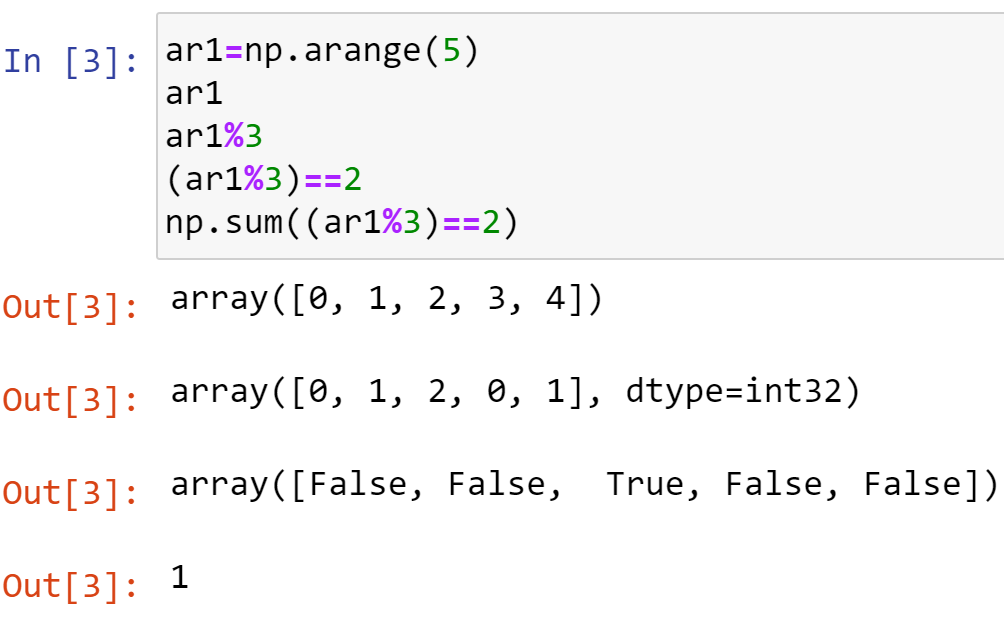 In [3]: ar1=np.arange(5)
ar1
ar1%3
(ar1%3)==2
np.sum((ar1%3)==2)
Out[3]: array([0, 1, 2, 3, 4])
Out[3]: array([0, 1, 2, 0, 1], dtype=int32)
Out[3]: array([False, False,  True, False, False])
Out[3]: 1